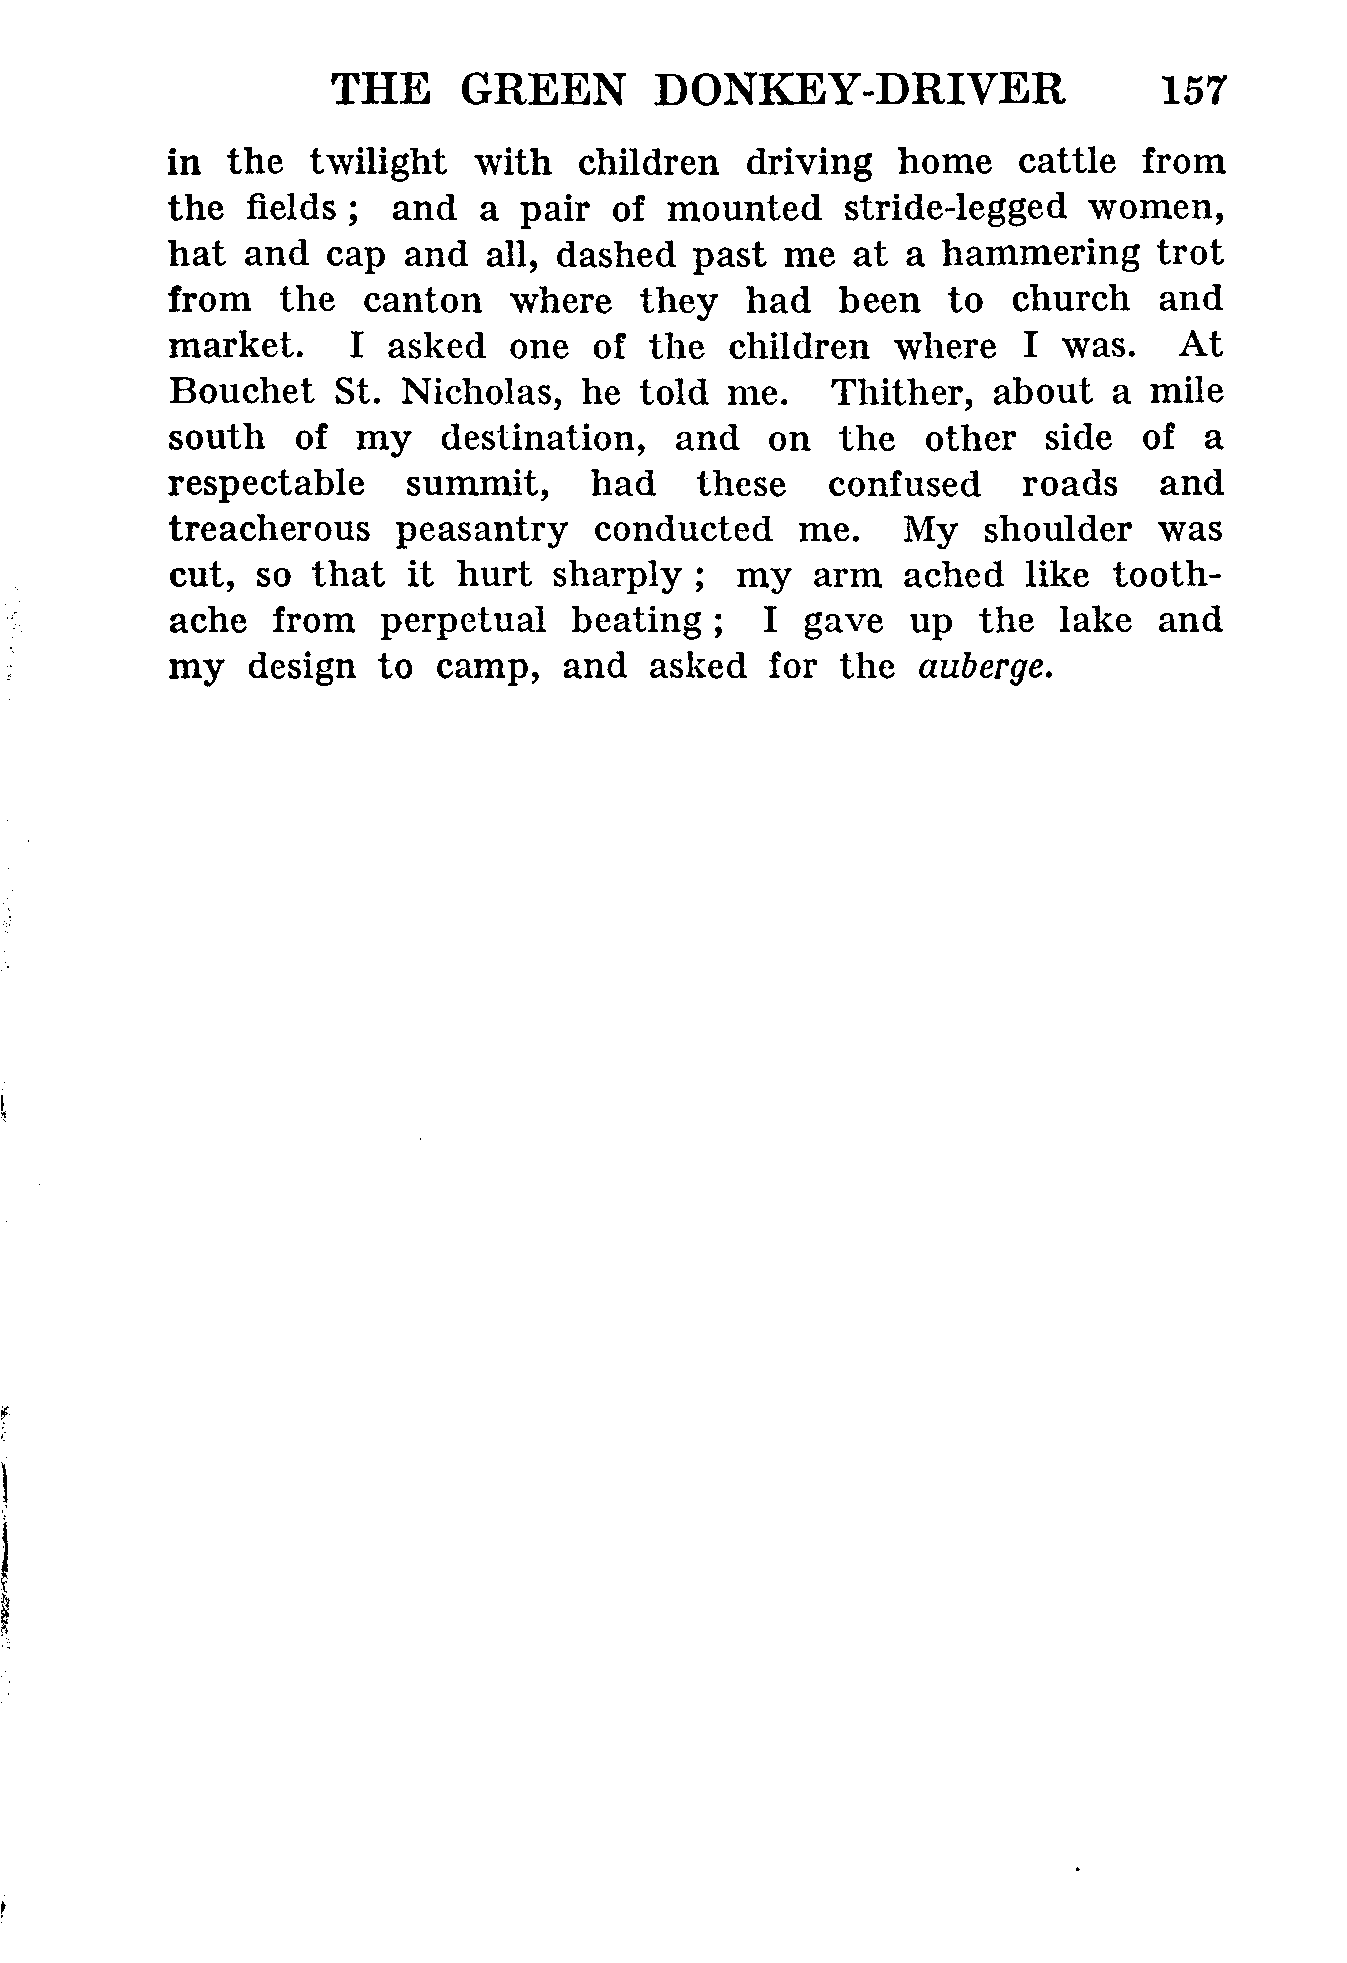 THE GREEN DONKEY-DRIVER 157
in the twilight with children driving home cattle from
the fields ; and a pair of mounted stride-legged women,
hat and cap and all, dashed past me at a hammering trot
from the canton where they had been to church and
market. I asked one of the children where I was. At
Bouchet St. Nicholas, he told me. Thither, about a mile
south of my destination, and on the other side of a
respectable summit, had these confused roads and
treacherous peasantry conducted me. My shoulder was
cut, so that it hurt sharply ; my arm ached like tooth-
ache from perpetual beating ; I gave up the lake and
my design to camp, and asked for the auberge.